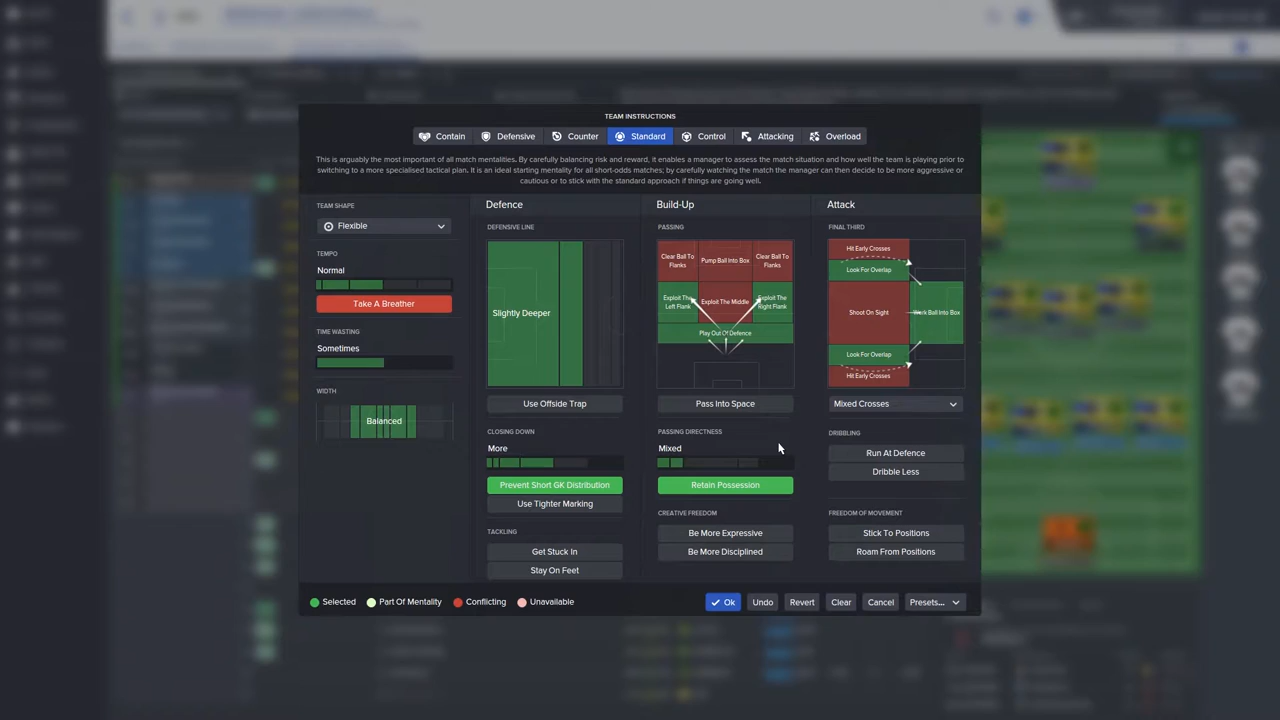 TEAM INSTRUCTIONS
Contain
Defensive
Counter
Standard
Control
Attacking
Overload
This is arguably the most important of all match mentalities. By carefully balancing risk and reward, it enables a manager to assess the match situation and how well the team is playing prior to
switching to a more specialised tactical plan. It is an ideal starting mentality for all short-odds matches; by carefully watching the match the manager can then decide to be more aggressive or
cautious or to stick with the standard approach if things are going well.
TEAM SHAPE
Flexible
TEMPO
Normal
Take A Breather
TIME WASTING
Sometimes
WIDTH
Balanced
Defence
DEFENSIVE LINE
Slightly Deeper
Use Offside Trap
CLOSING DOWN
More
Prevent Short GK Distribution
Use Tighter Marking
TACKLING
Get Stuck In
Stay On Feet
Build-Up
PASSING
Clear Ball To
Flanks
Pump Ball Into Box
Clear Ball To
Flanks
Exploit The
Left Flank
Exploit The Middle
Exploit The
Right Flank
Play Out Of Defence
Pass Into Space
PASSING DIRECTNESS
Mixed
Retain Possession
CREATIVE FREEDOM
Be More Expressive
Be More Disciplined
Attack
FINAL THIRD
Hit Early Crosses
Look For Overlap
Shoot On Sight
Work Ball Into Box
Look For Overlap
Hit Early Crosses
Mixed Crosses
DRIBBLING
Run At Defence
Dribble Less
FREEDOM OF MOVEMENT
Stick To Positions
Roam From Positions
Selected
Part Of Mentality
Conflicting
Unavailable
Ok
Undo
Revert
Clear
Cancel
Presets...